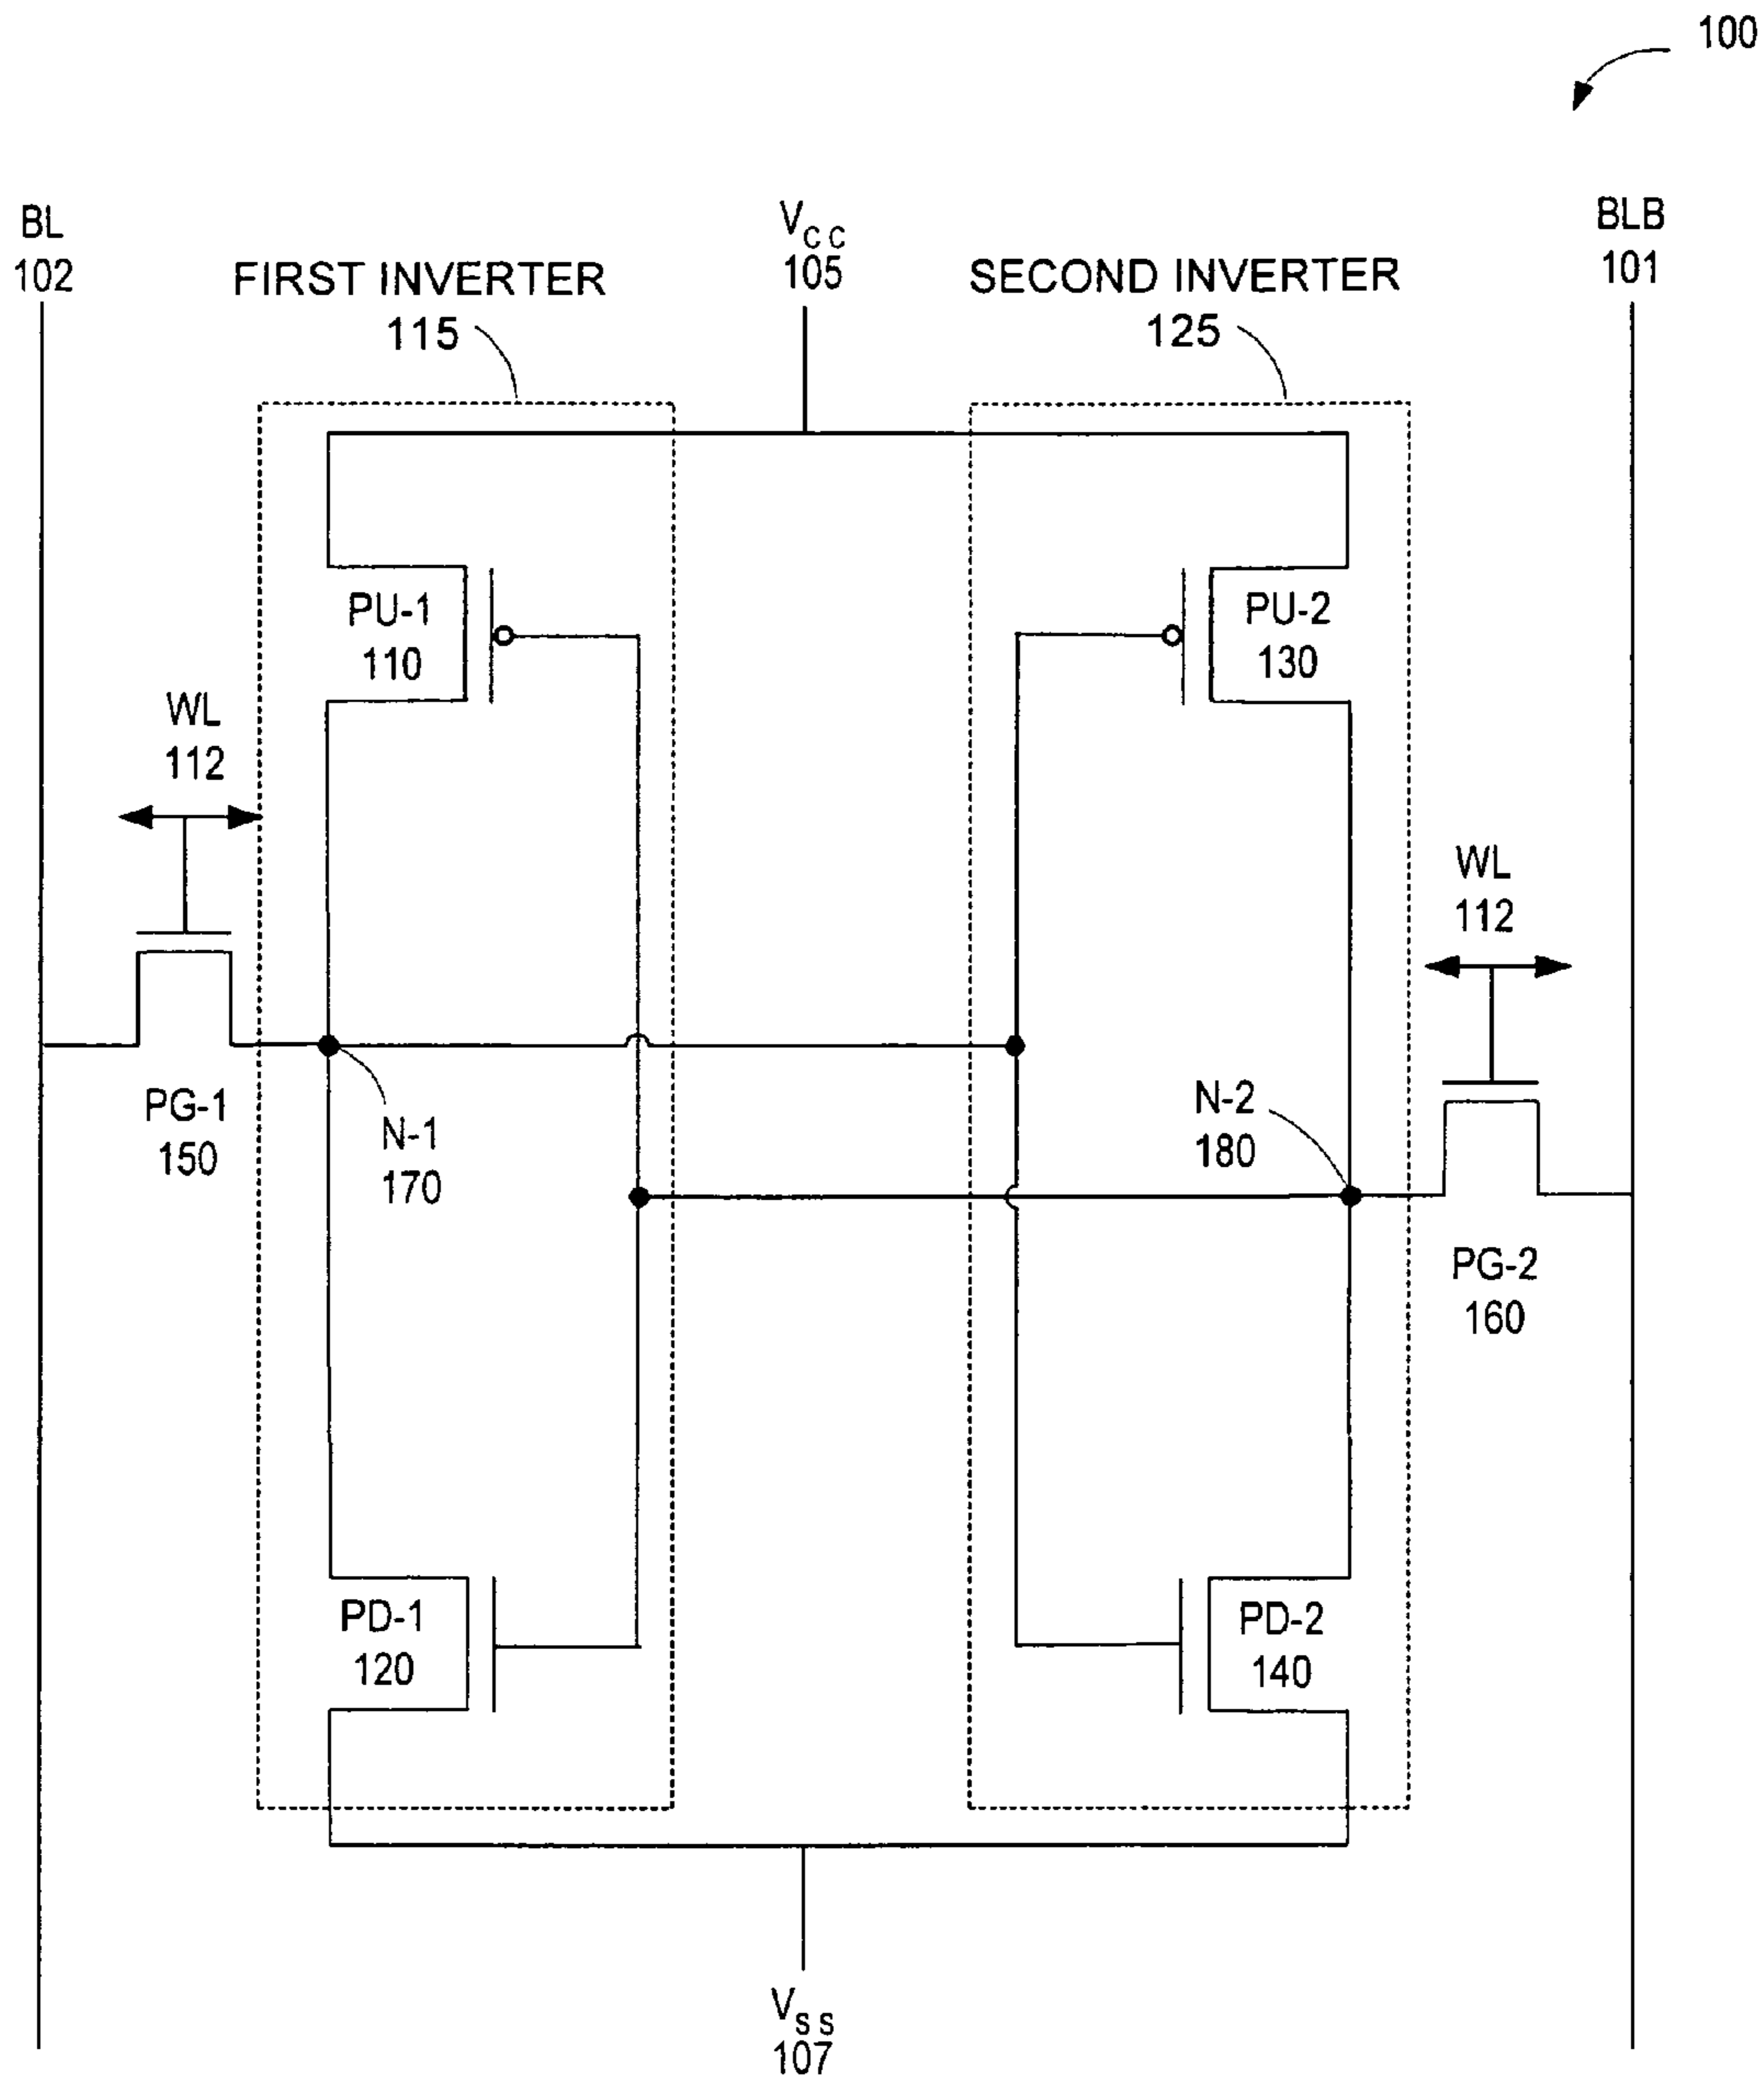 100
BL
102
FIRST INVERTER
115
VCC
105
SECOND INVERTER
125
BLB
101
PU-1
110
PU-2
130
WL
112
WL
112
PG-1
150
N-1
170
N-2
180
PG-2
160
PD-1
120
PD-2
140
VSS
107